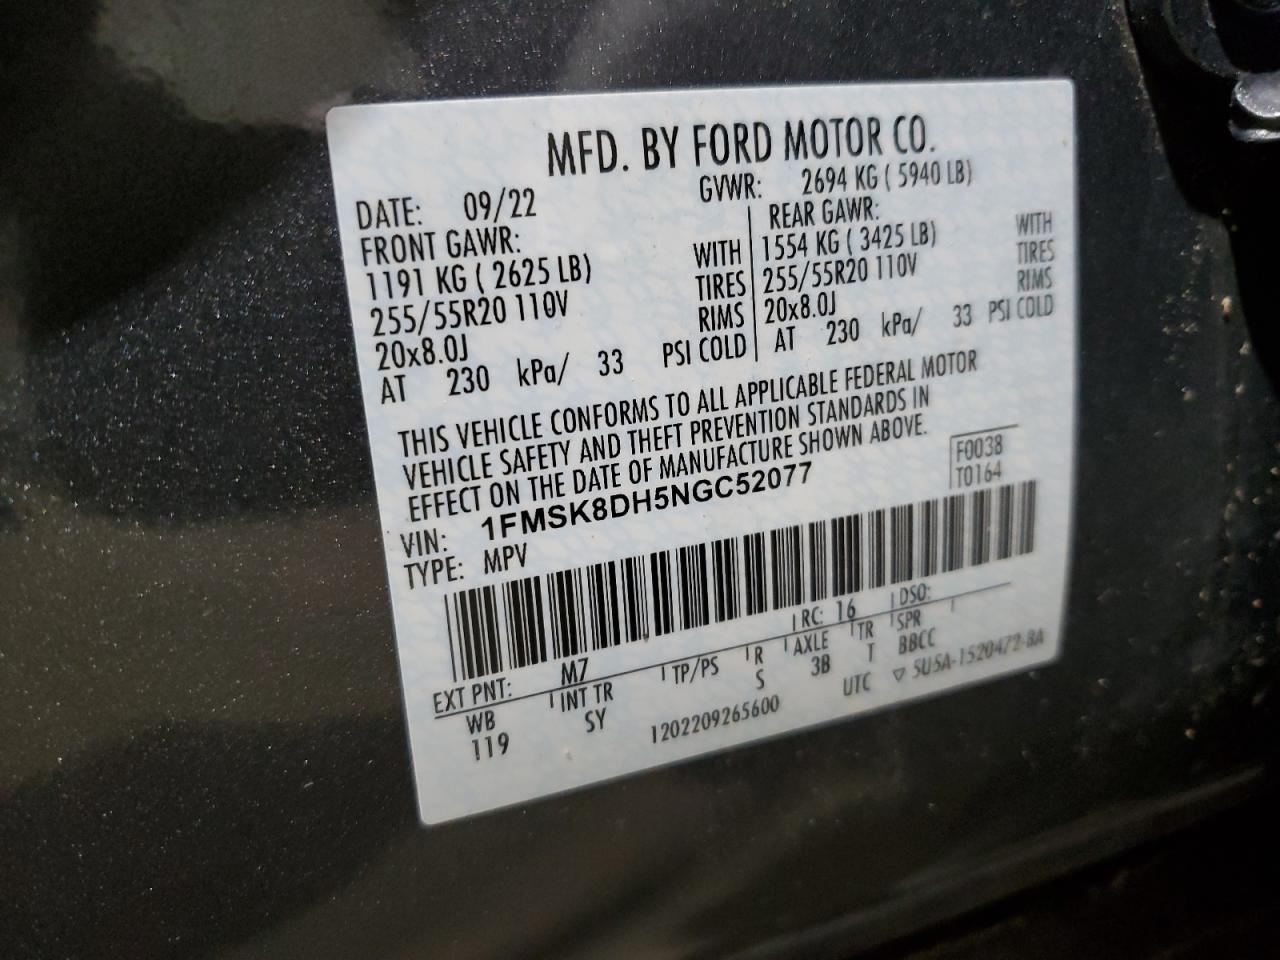 MFD. BY FORD MOTOR CO.
DATE: 09/22 GVWR: 2694 KG ( 5940 LB)
FRONT GAWR: REAR GAWR:
1191 KG ( 2625 LB) WITH 1554 KG ( 3425 LB) WITH
255/55R20 110V TIRES 255/55R20 110V TIRES
20x8.0J RIMS 20x8.0J RIMS
AT 230 kPa/ 33 PSI COLD AT 230 kPa/ 33 PSI COLD
THIS VEHICLE CONFORMS TO ALL APPLICABLE FEDERAL MOTOR
VEHICLE SAFETY AND THEFT PREVENTION STANDARDS IN
EFFECT ON THE DATE OF MANUFACTURE SHOWN ABOVE.
VIN: 1FMSK8DH5NGC52077 F0038
TYPE: MPV T0164
EXT PNT: M7 RC: 16 DSO:
WB INT TR TP/PS R AXLE TR SPR
119 SY S 3B T BBCC
1202209265600 UTC ▽ SU5A-1520472-BA